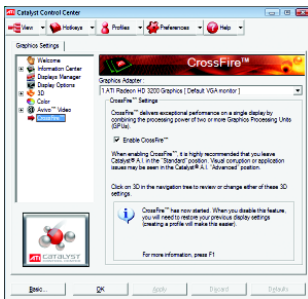 Catalyst Control Center
View
Hotkeys
Profiles
Preferences
Help
Graphics Settings
Welcome
Information Center
Displays Manager
Display Options
3D
Color
Avivo™ Video
CrossFire™
CrossFire™
Graphics Adapter:
1.ATI Radeon HD 3200 Graphics [ Default VGA monitor ]
CrossFire™ Settings
CrossFire™ delivers exceptional performance on a single display by
combining the processing power of two or more Graphics Processing Units
(GPUs).
Enable CrossFire™
When enabling CrossFire™, it is highly recommended that you leave
Catalyst® A.I. in the "Standard" position. Visual corruption or application
issues may be seen in the Catalyst® A.I. "Advanced" position.
Click on 3D in the navigation tree to review or change either of these 3D
settings.
CrossFire™ has now started. When you disable this feature,
you will need to restore your previous display settings
(creating a profile will make this easier).
For more information, press F1
ATI CATALYST
Basic...
OK
Apply
Discard
Defaults